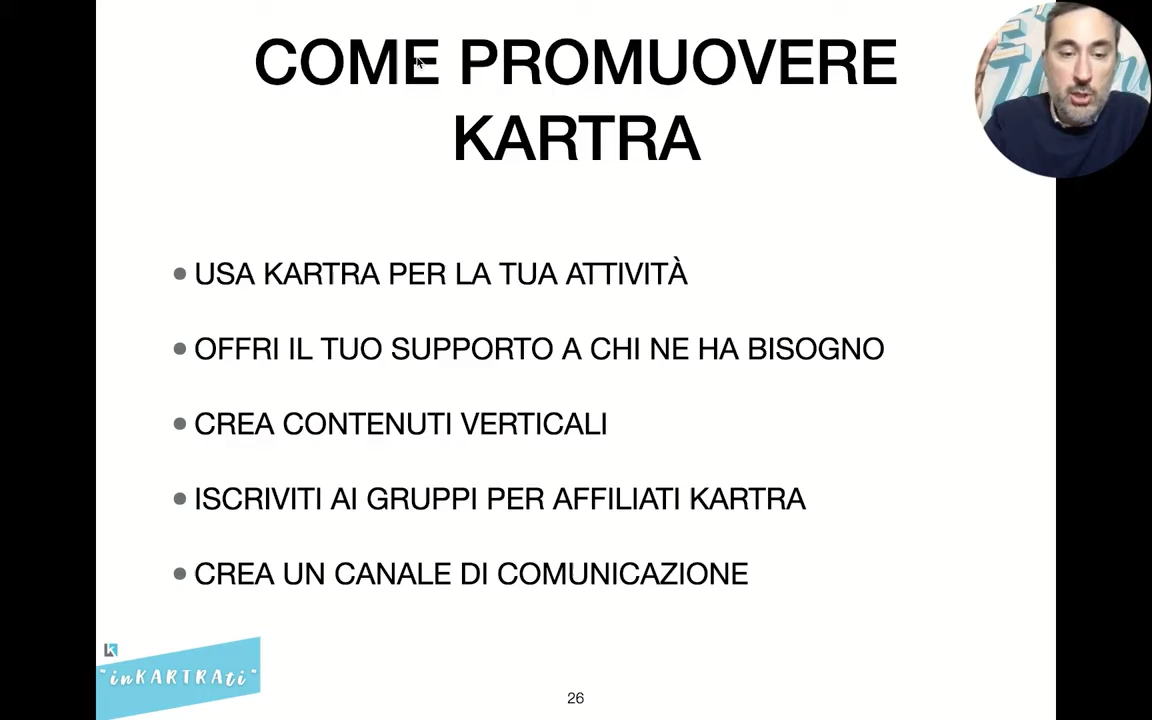 COME PROMUOVERE
KARTRA
USA KARTRA PER LA TUA ATTIVITÀ
OFFRI IL TUO SUPPORTO A CHI NE HA BISOGNO
CREA CONTENUTI VERTICALI
ISCRIVITI AI GRUPPI PER AFFILIATI KARTRA
CREA UN CANALE DI COMUNICAZIONE
"inKARTRAti"
26